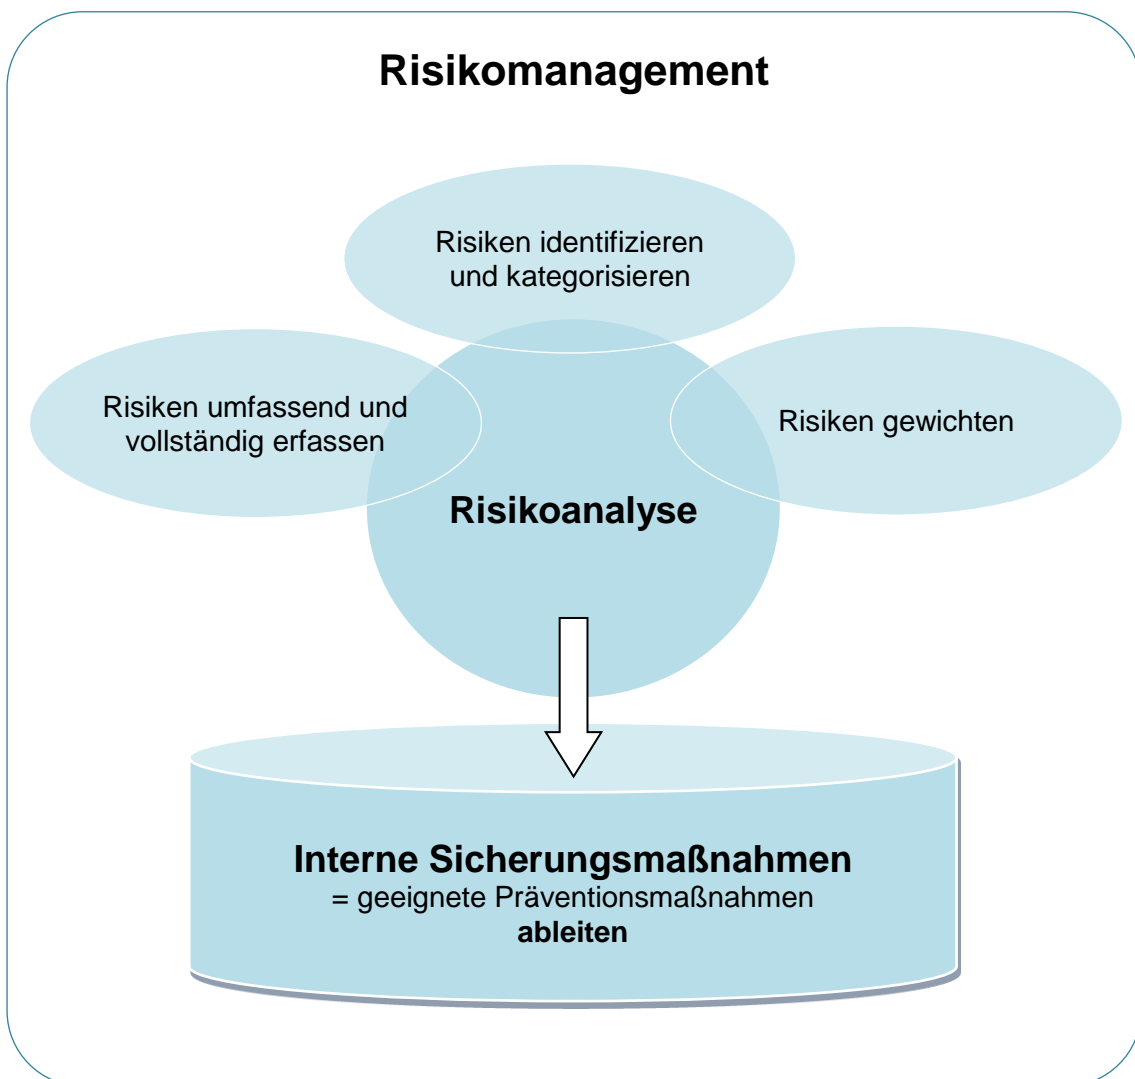 Risikomanagement
Risiken identifizieren
und kategorisieren
Risiken umfassend und
vollständig erfassen
Risiken gewichten
Risikoanalyse
Interne Sicherungsmaßnahmen
= geeignete Präventionsmaßnahmen
ableiten